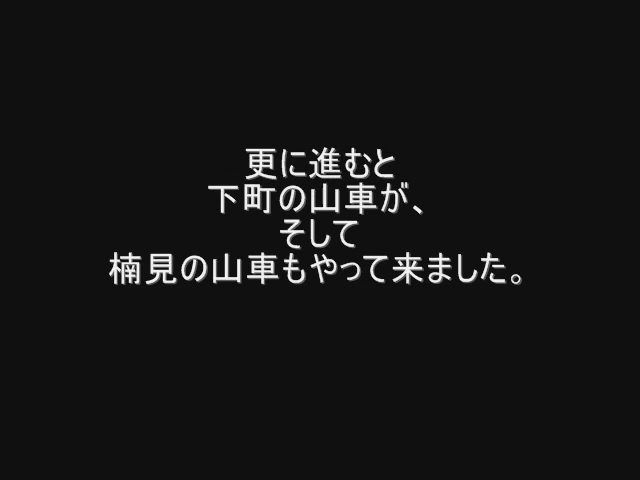 更に進むと
下町の山車が、
そして
楠見の山車もやって来ました。